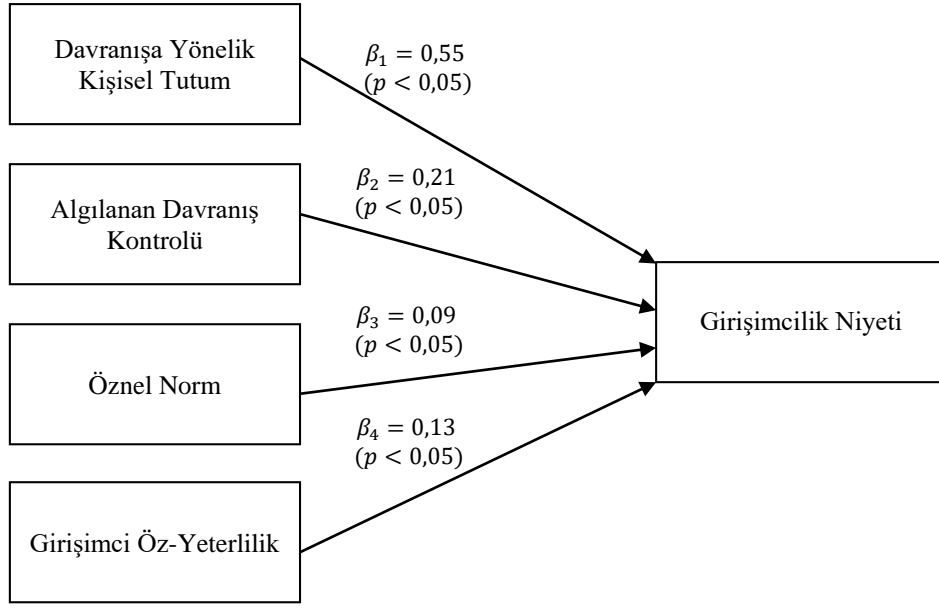 Davranışa Yönelik
Kişisel Tutum
𝛽₁ = 0,55
(𝑝 < 0,05)
Algılanan Davranış
Kontrolü
𝛽₂ = 0,21
(𝑝 < 0,05)
Girişimcilik Niyeti
Öznel Norm
𝛽₃ = 0,09
(𝑝 < 0,05)
Girişimci Öz-Yeterlilik
𝛽₄ = 0,13
(𝑝 < 0,05)